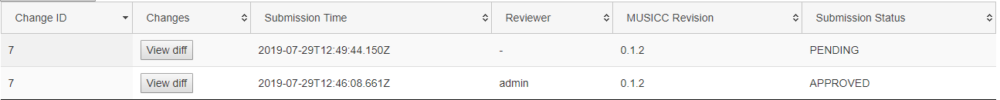 Change ID Changes Submission Time Reviewer MUSICC Revision Submission Status
7 View diff 2019-07-29T12:49:44.150Z - 0.1.2 PENDING
7 View diff 2019-07-29T12:46:08.661Z admin 0.1.2 APPROVED